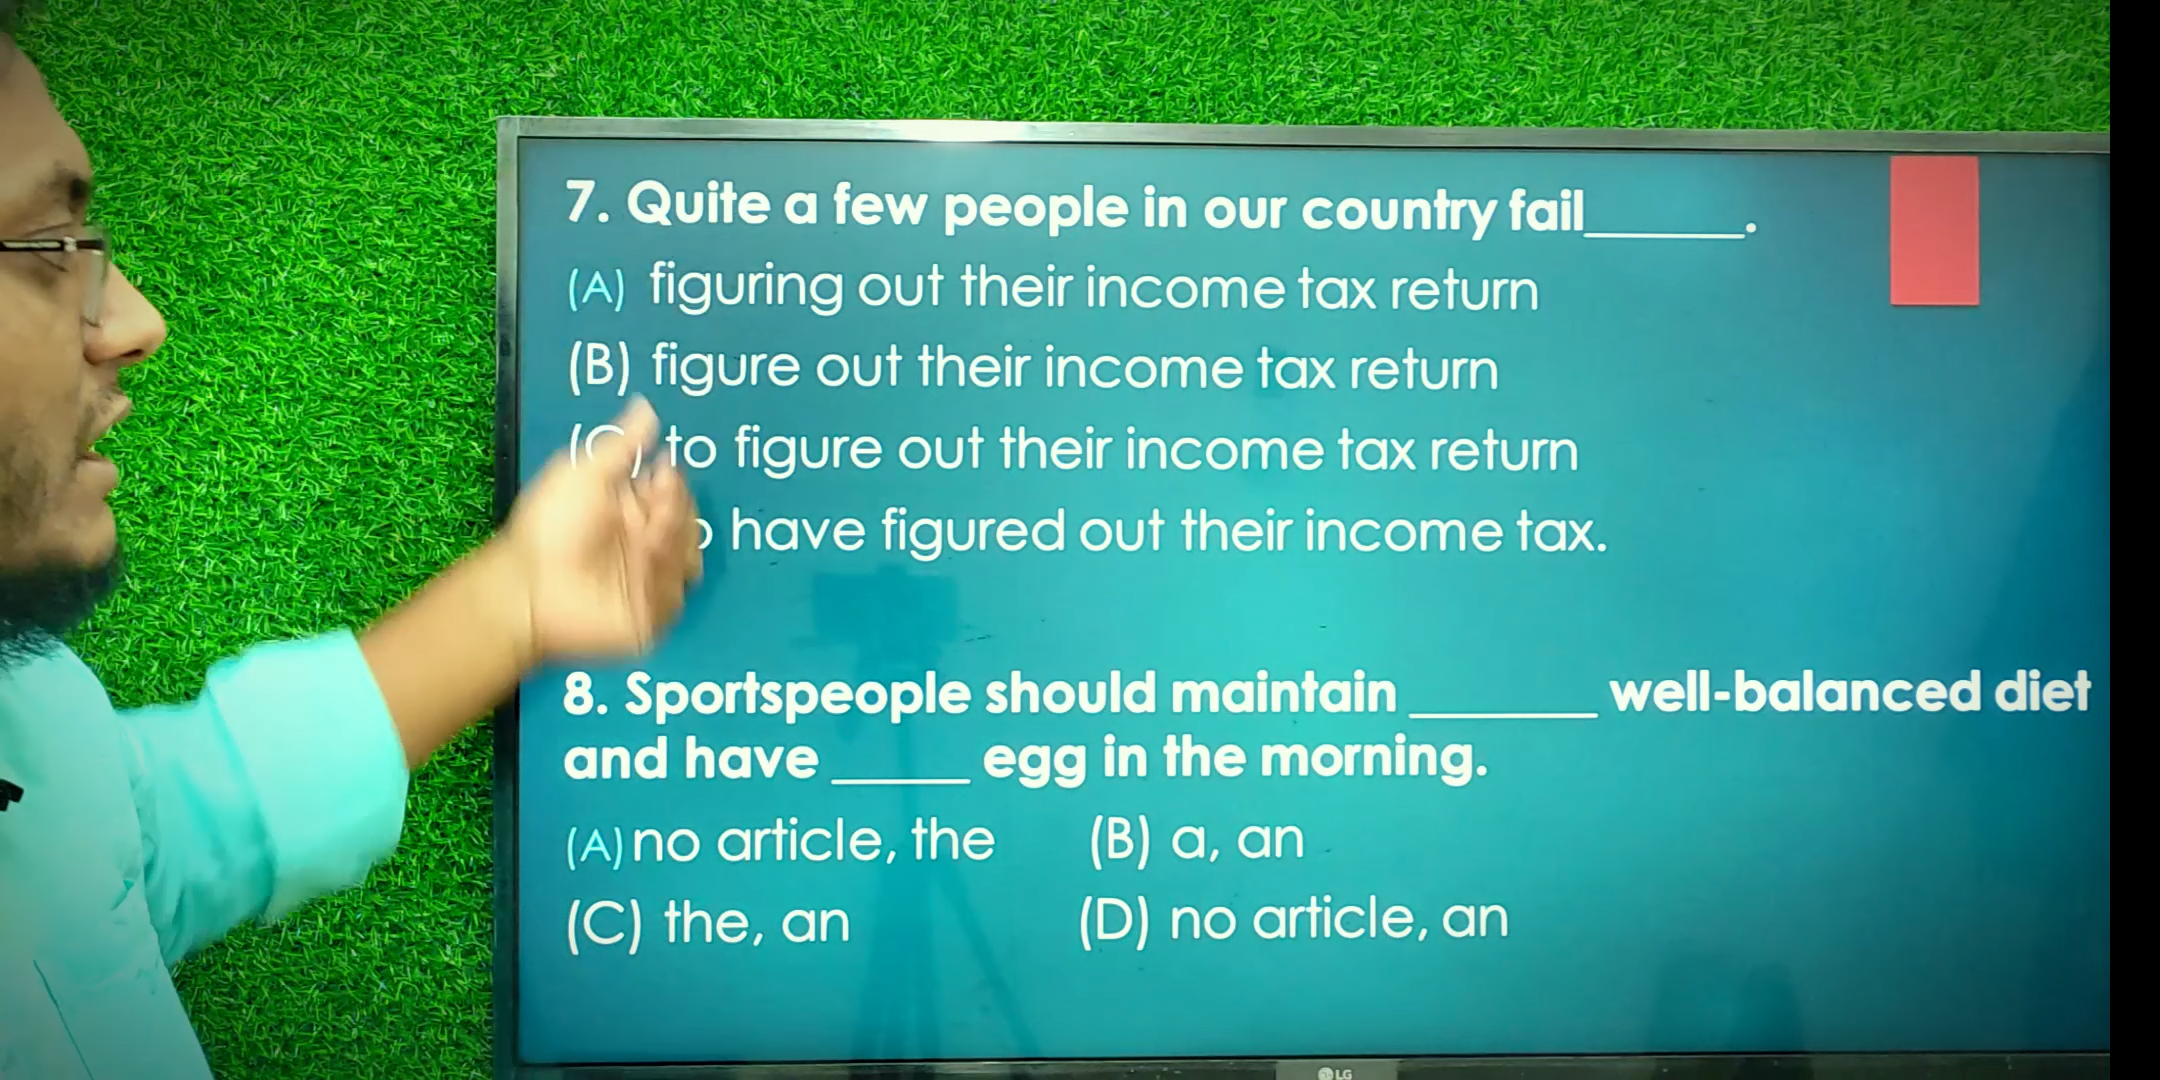 7. Quite a few people in our country fail______.
(A) figuring out their income tax return
(B) figure out their income tax return
(C) to figure out their income tax return
have figured out their income tax.
8. Sportspeople should maintain _______ well-balanced diet
and have _____ egg in the morning.
(A) no article, the (B) a, an
(C) the, an (D) no article, an
LG